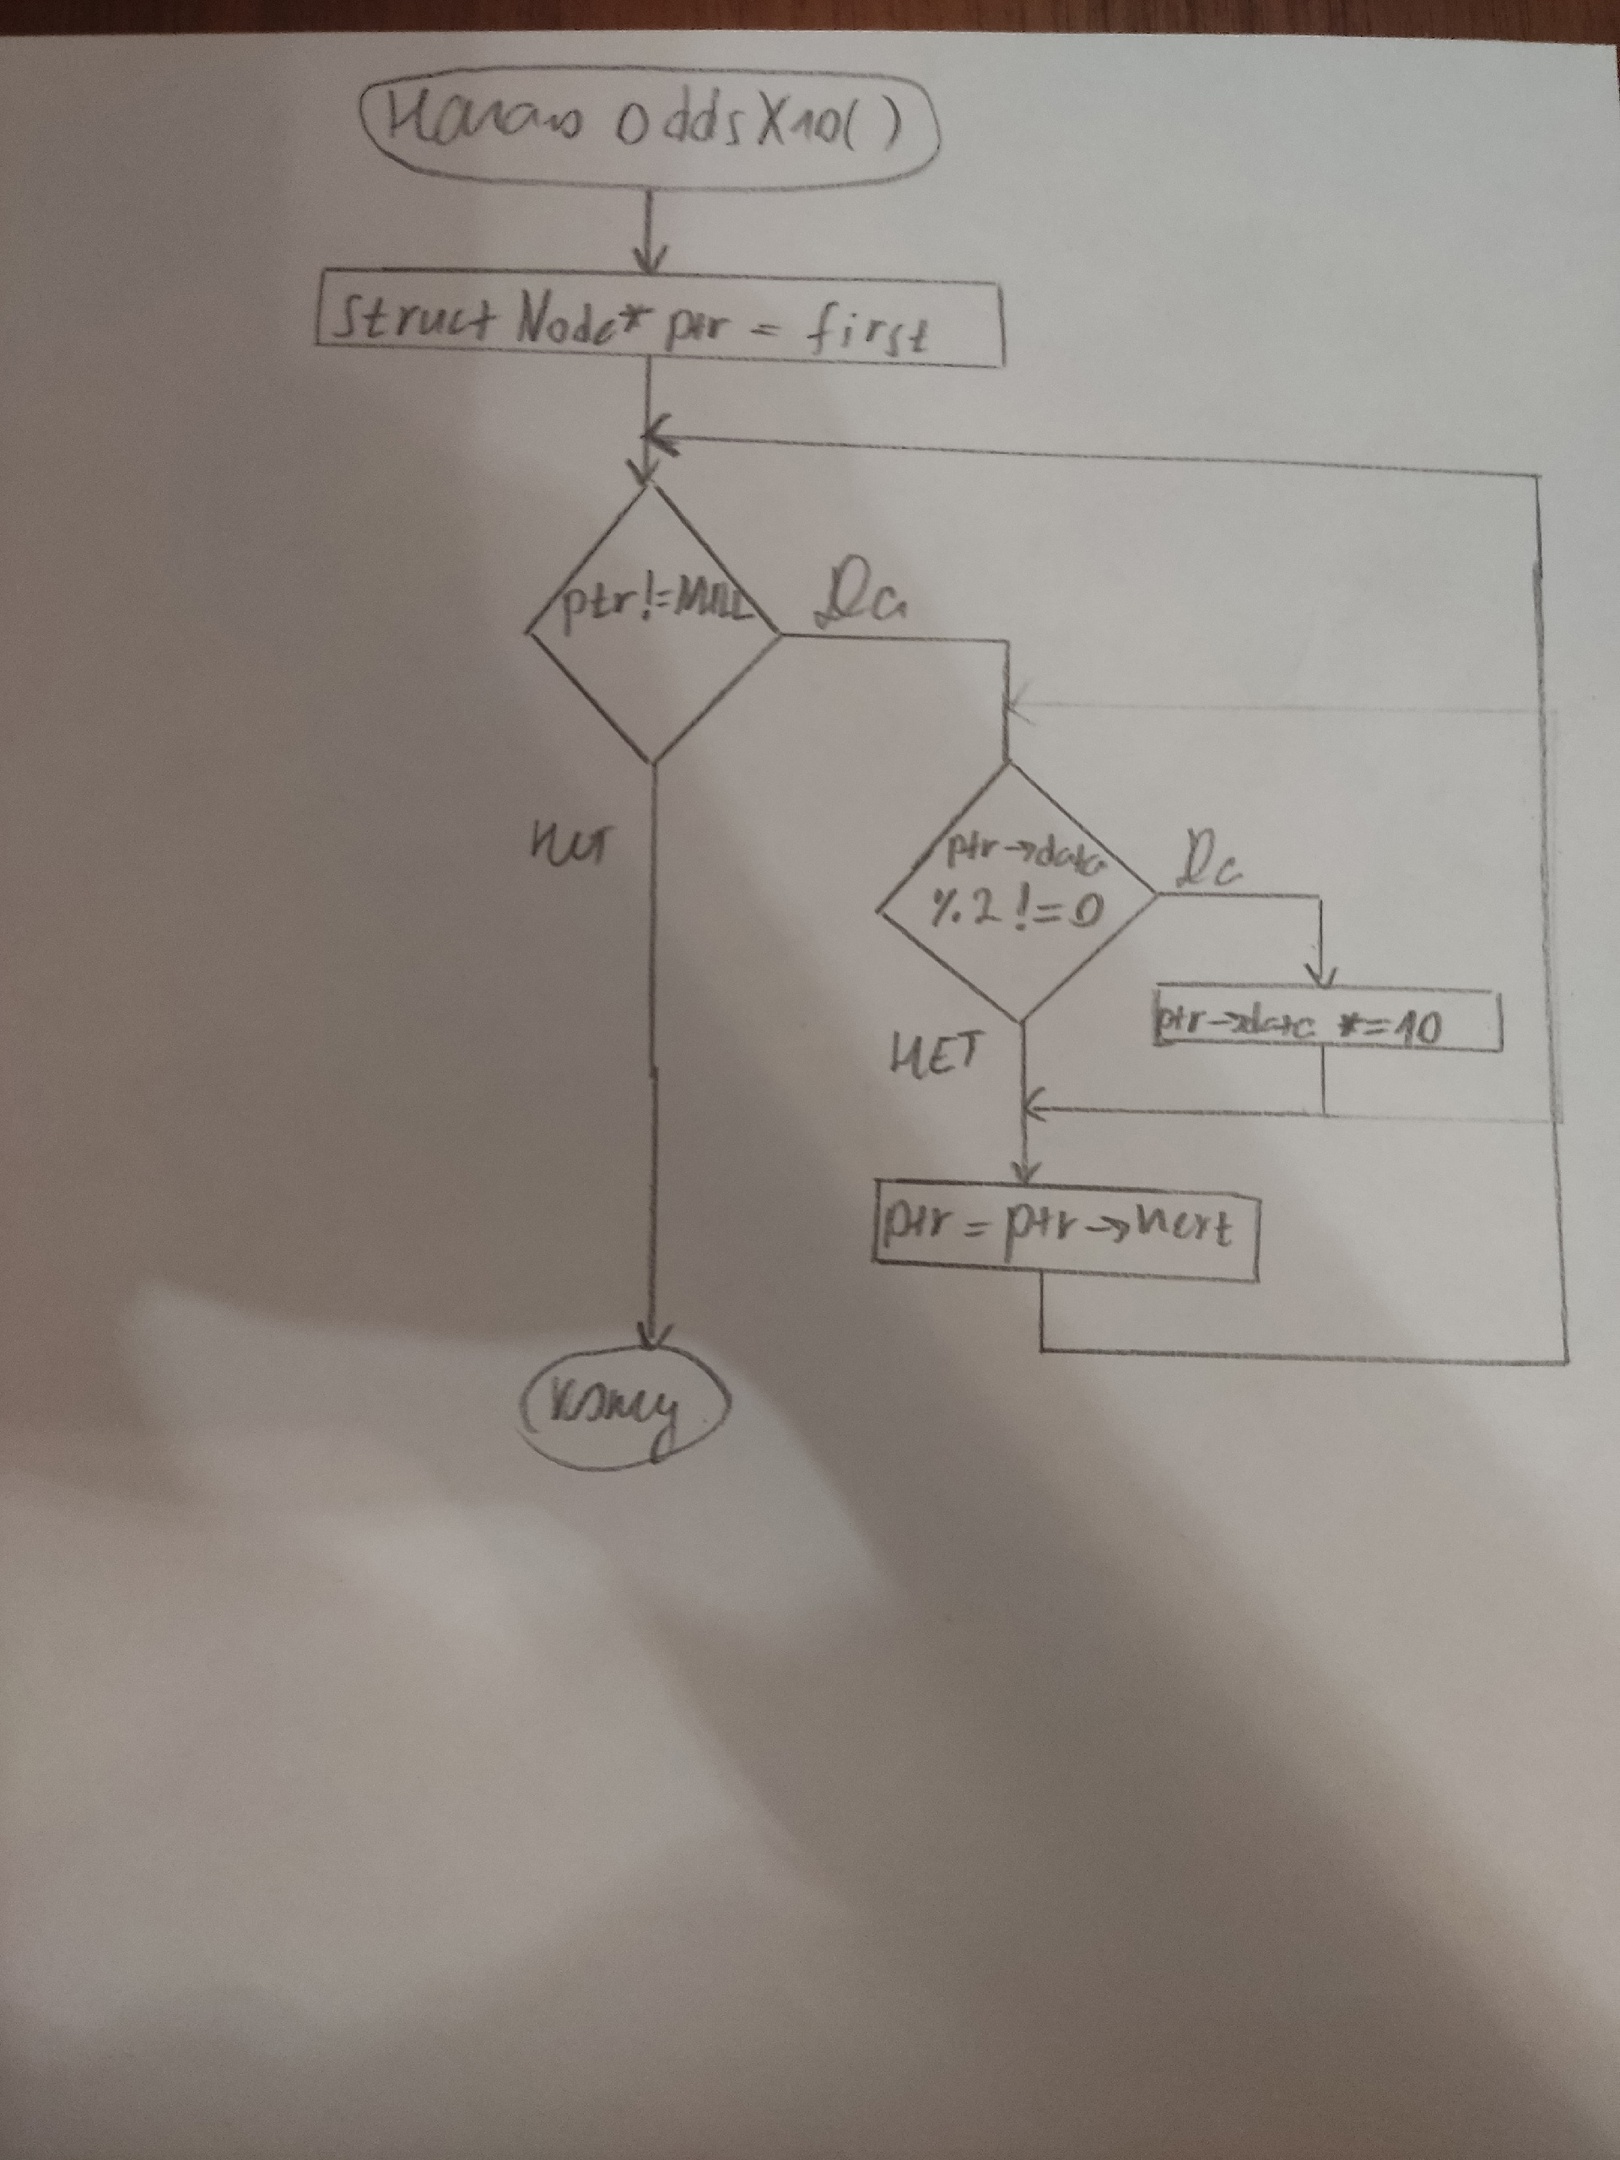 Начало OddsX10()
struct Node* ptr = first
ptr != NULL
Да
Нет
ptr->data
% 2 != 0
Да
ptr->data *= 10
НЕТ
ptr = ptr->next
конец